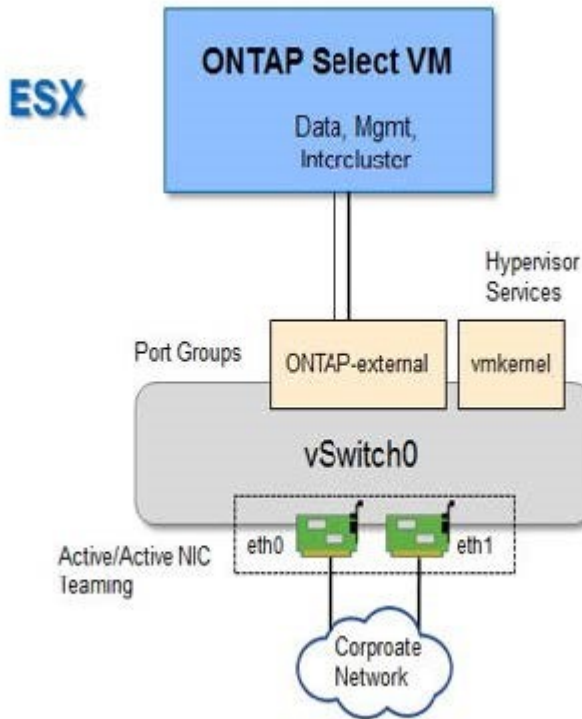 ESX
ONTAP Select VM
Data, Mgmt,
Intercluster
Hypervisor
Services
Port Groups
ONTAP-external
vmkernel
vSwitch0
eth0
eth1
Active/Active NIC
Teaming
Corproate
Network